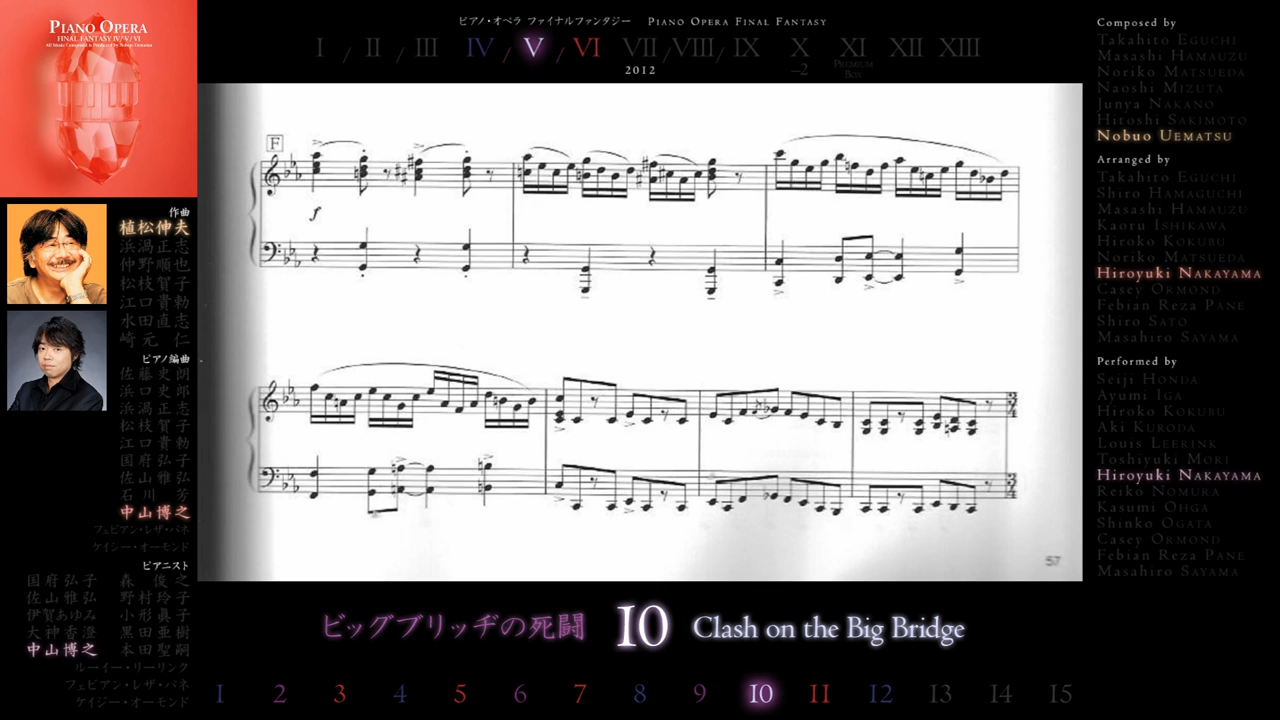 PIANO OPERA
FINAL FANTASY IV/V/VI
ピアノ・オペラ ファイナルファンタジー PIANO OPERA FINAL FANTASY
I / II / III IV / V / VI VII / VIII / IX X XI XII XIII
–2 PREMIUM
BOX
2012
作曲
植松伸夫
浜渦正志
仲野順也
松枝賀子
江口貴勅
水田直志
崎元 仁
ピアノ編曲
佐藤史朗
浜口史郎
浜渦正志
松枝賀子
江口貴勅
国府弘子
佐山雅弘
石川 芳
中山博之
フェビアン・レザ・パネ
ケイシー・オーモンド
ピアニスト
国府弘子 森 俊之
佐山雅弘 野村玲子
伊賀あゆみ 小形眞子
大神香澄 黒田亜樹
中山博之 本田聖嗣
ルーイー・リーリンク
フェビアン・レザ・パネ
ケイジー・オーモンド
F
f
3
4
3
4
57
Composed by
Takahiro EGUCHI
Masashi HAMAUZU
Noriko MATSUEDA
Naoshi MIZUTA
Junya NAKANO
Hitoshi SAKIMOTO
Nobuo UEMATSU
Arranged by
Takahiro EGUCHI
Shiro HAMAGUCHI
Masashi HAMAUZU
Kaoru ISHIKAWA
Hiroko KOKUBU
Noriko MATSUEDA
Hiroyuki NAKAYAMA
Casey ORMOND
Febian Reza PANE
Shiro SATO
Masahiro SAYAMA
Performed by
Seiji HONDA
Ayumi IGA
Hiroko KOKUBU
Aki KURODA
Louis LEERINK
Toshiyuki MORI
Hiroyuki NAKAYAMA
Reiko NOMURA
Kasumi OHGA
Shinko OGATA
Casey ORMOND
Febian Reza PANE
Masahiro SAYAMA
ビッグブリッヂの死闘 10 Clash on the Big Bridge
1 2 3 4 5 6 7 8 9 10 11 12 13 14 15